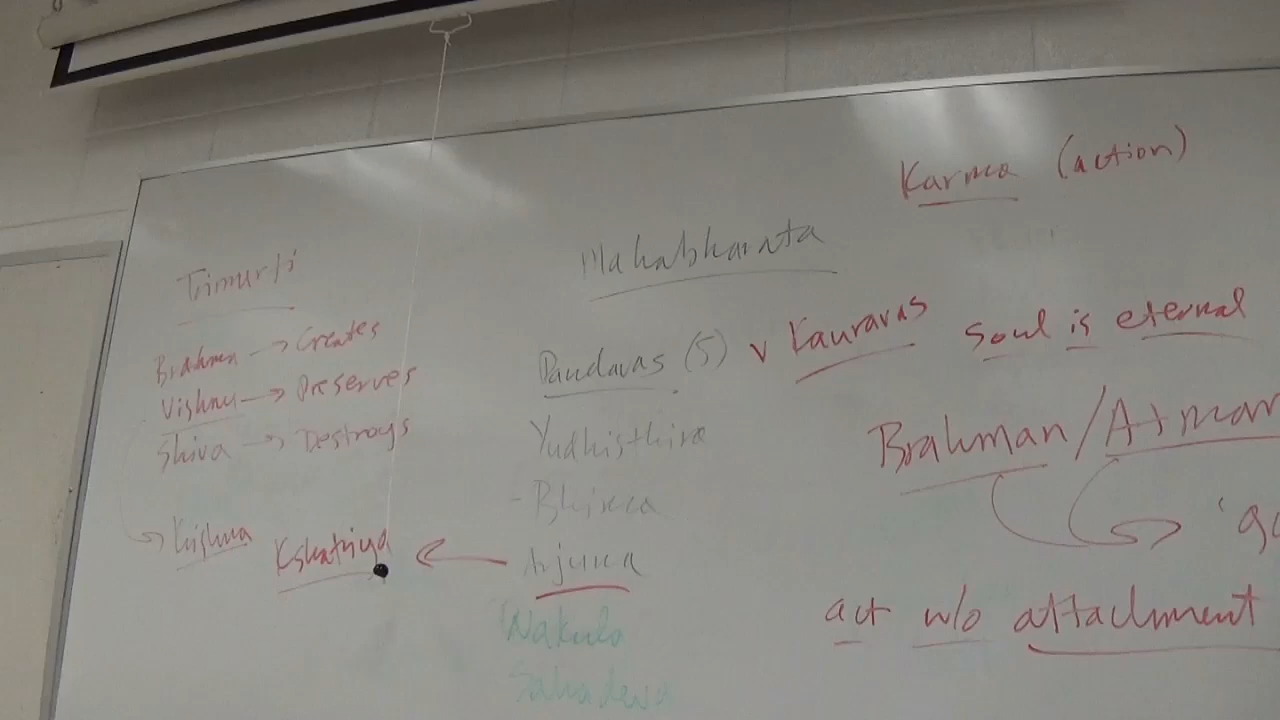 Trimurti
Brahma → Creates
Vishnu → Preserves
Shiva → Destroys
→ Krishna
Mahabharata
Pandavas (5) v Kauravas
Yudhisthira
- Bhima
Kshatriya ← Arjuna
Nakula
Sahadeva
Karma (action)
Soul is eternal
Brahman/Atman
act w/o attachment